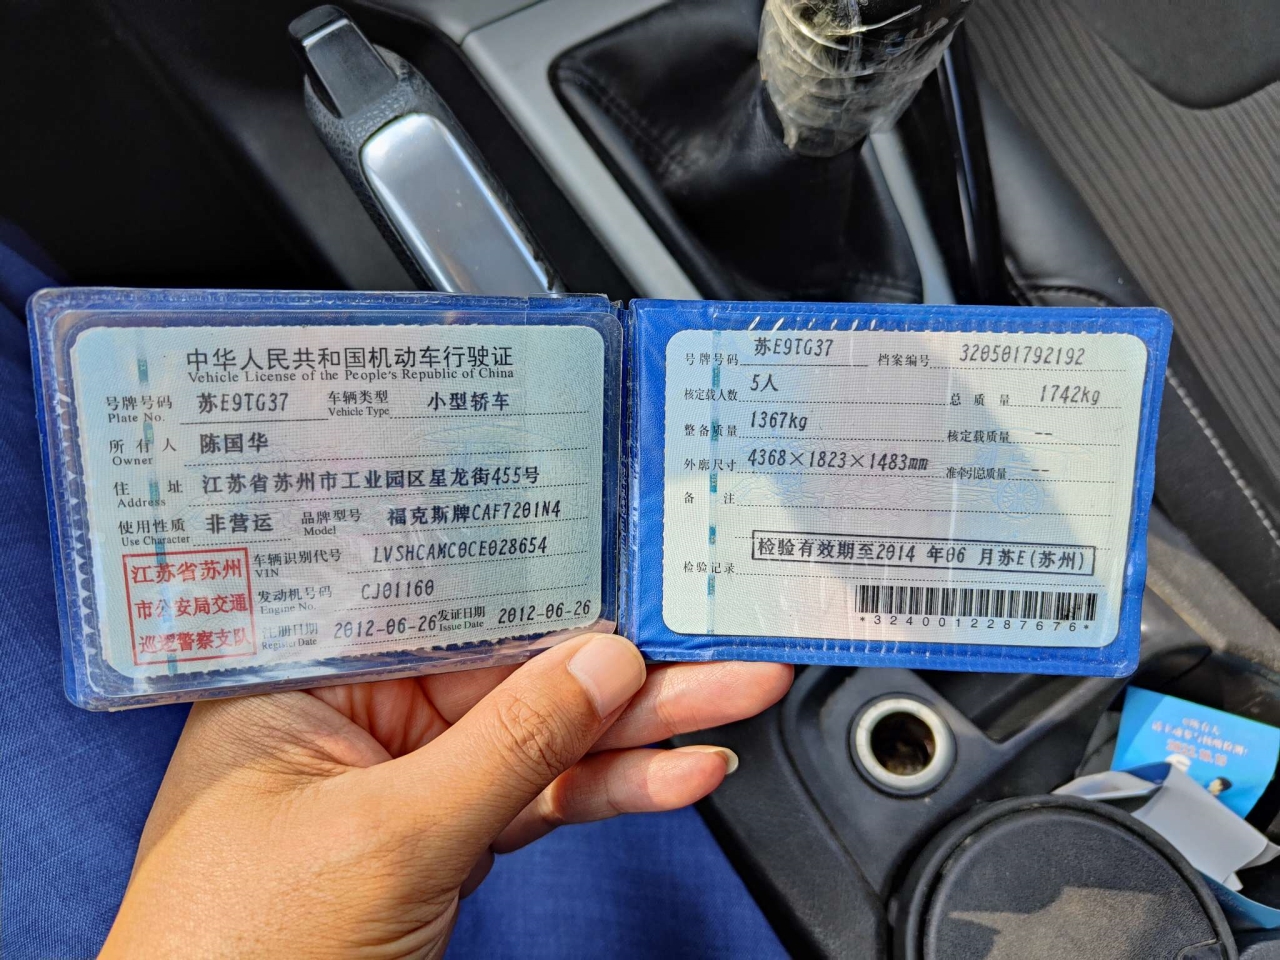 中华人民共和国机动车行驶证
Vehicle License of the People's Republic of China
号牌号码 苏E9TG37 车辆类型 小型轿车
Plate No. Vehicle Type
所有人 陈国华
Owner
住址 江苏省苏州市工业园区星龙街455号
Address
使用性质 非营运 品牌型号 福克斯牌CAF7201N4
Use Character Model
江苏省苏州
市公安局交通
巡逻警察支队
车辆识别代号 LVSHCAMC0CE028654
VIN
发动机号码 CJ01160
Engine No.
注册日期 2012-06-26 发证日期 2012-06-26
Register Date Issue Date
号牌号码 苏E9TG37 档案编号 320501792192
核定载人数 5人 总质量 1742kg
整备质量 1367kg 核定载质量 --
外廓尺寸 4368×1823×1483mm 准牵引总质量 --
备注
检验有效期至2014 年06 月苏E(苏州)
检验记录
*3240012287676*